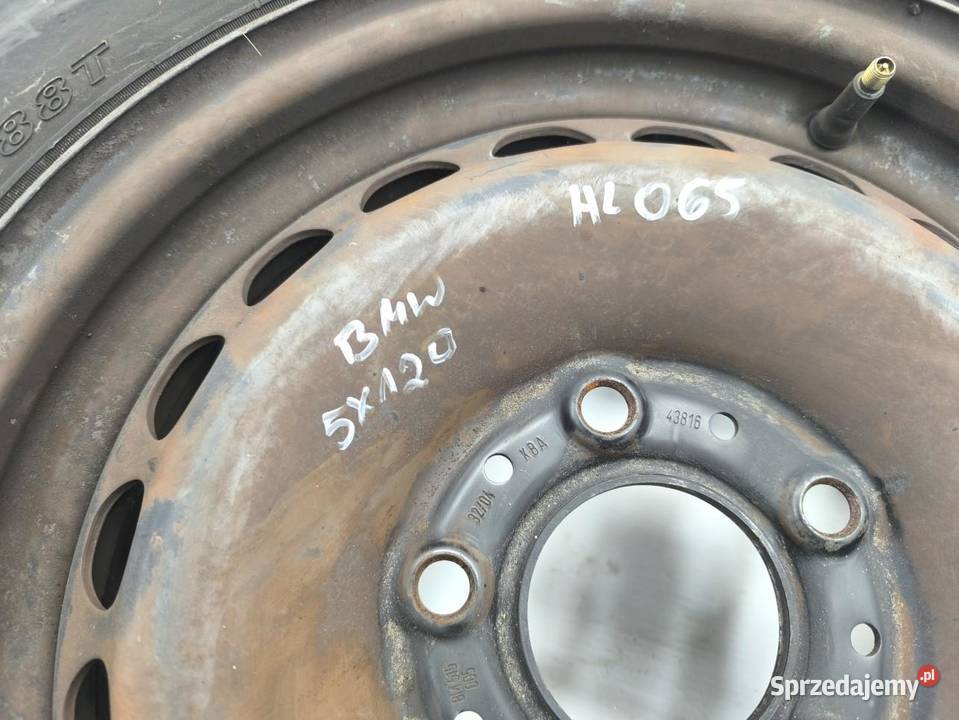 88T
HL065
BMW
5X120
43816
KBA
32/04
Sprzedajemy.pl